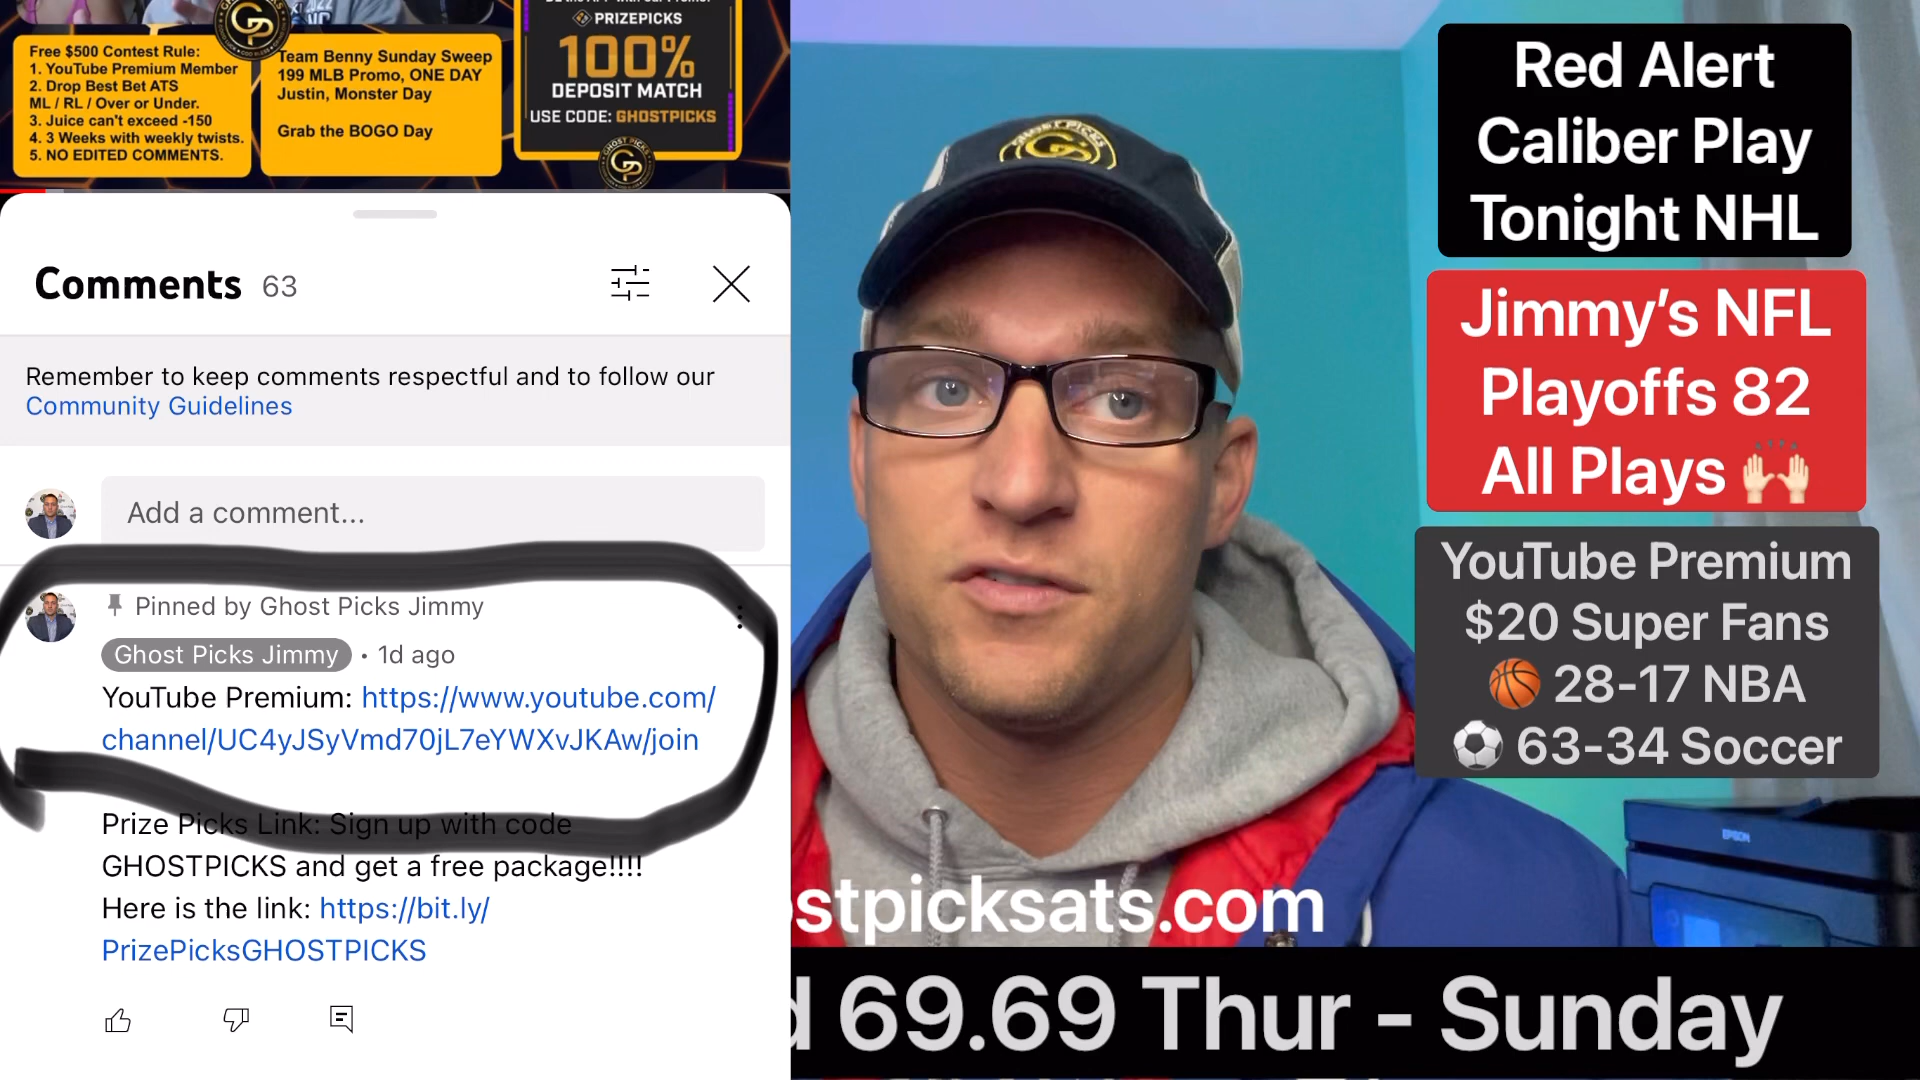 PRIZEPICKS
100%
DEPOSIT MATCH
USE CODE: GHOSTPICKS
Free $500 Contest Rule:
1. YouTube Premium Member
2. Drop Best Bet ATS
ML / RL / Over or Under.
3. Juice can't exceed -150
4. 3 Weeks with weekly twists.
5. NO EDITED COMMENTS.
Team Benny Sunday Sweep
199 MLB Promo, ONE DAY
Justin, Monster Day
Grab the BOGO Day
GP
GHOST PICKS
GP
Comments 63
Remember to keep comments respectful and to follow our
Community Guidelines
Add a comment...
Pinned by Ghost Picks Jimmy
Ghost Picks Jimmy • 1d ago
YouTube Premium: https://www.youtube.com/
channel/UC4yJSyVmd70jL7eYWXvJKAw/join
Prize Picks Link: Sign up with code
GHOSTPICKS and get a free package!!!!
Here is the link: https://bit.ly/
PrizePicksGHOSTPICKS
GHOST PICKS
Red Alert
Caliber Play
Tonight NHL
Jimmy’s NFL
Playoffs 82
All Plays 🙌🏻
YouTube Premium
$20 Super Fans
🏀 28-17 NBA
⚽ 63-34 Soccer
EPSON
stpicksats.com
d 69.69 Thur - Sunday